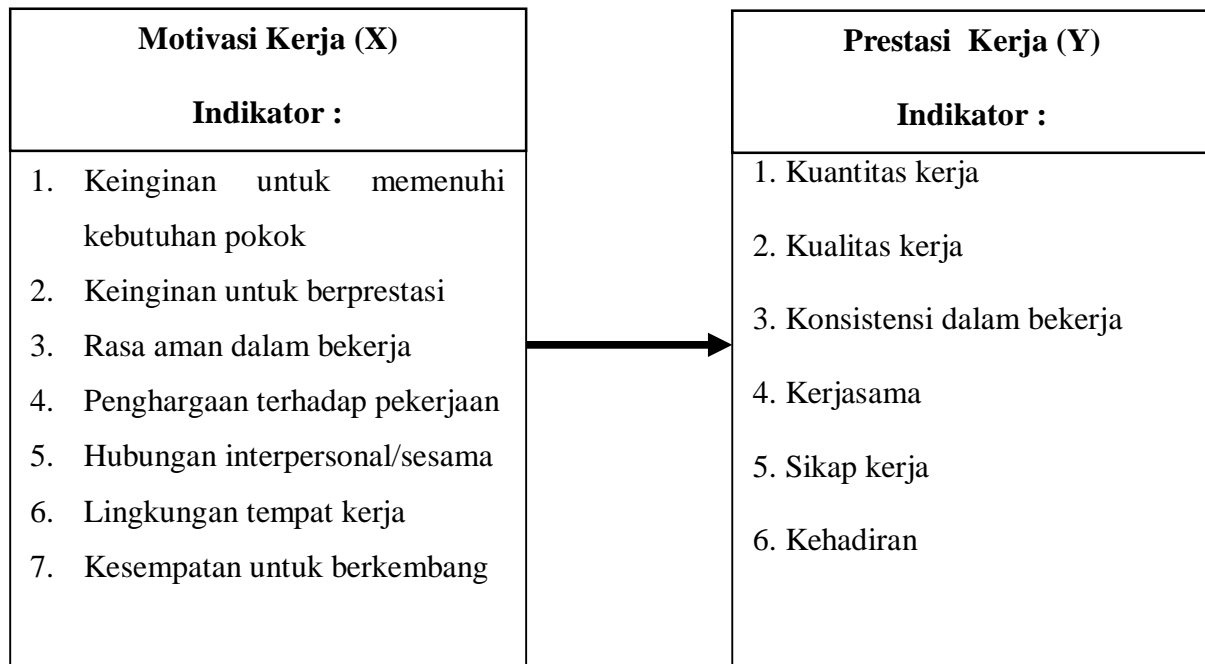 Motivasi Kerja (X)
Indikator :
1. Keinginan untuk memenuhi
kebutuhan pokok
2. Keinginan untuk berprestasi
3. Rasa aman dalam bekerja
4. Penghargaan terhadap pekerjaan
5. Hubungan interpersonal/sesama
6. Lingkungan tempat kerja
7. Kesempatan untuk berkembang
Prestasi Kerja (Y)
Indikator :
1. Kuantitas kerja
2. Kualitas kerja
3. Konsistensi dalam bekerja
4. Kerjasama
5. Sikap kerja
6. Kehadiran